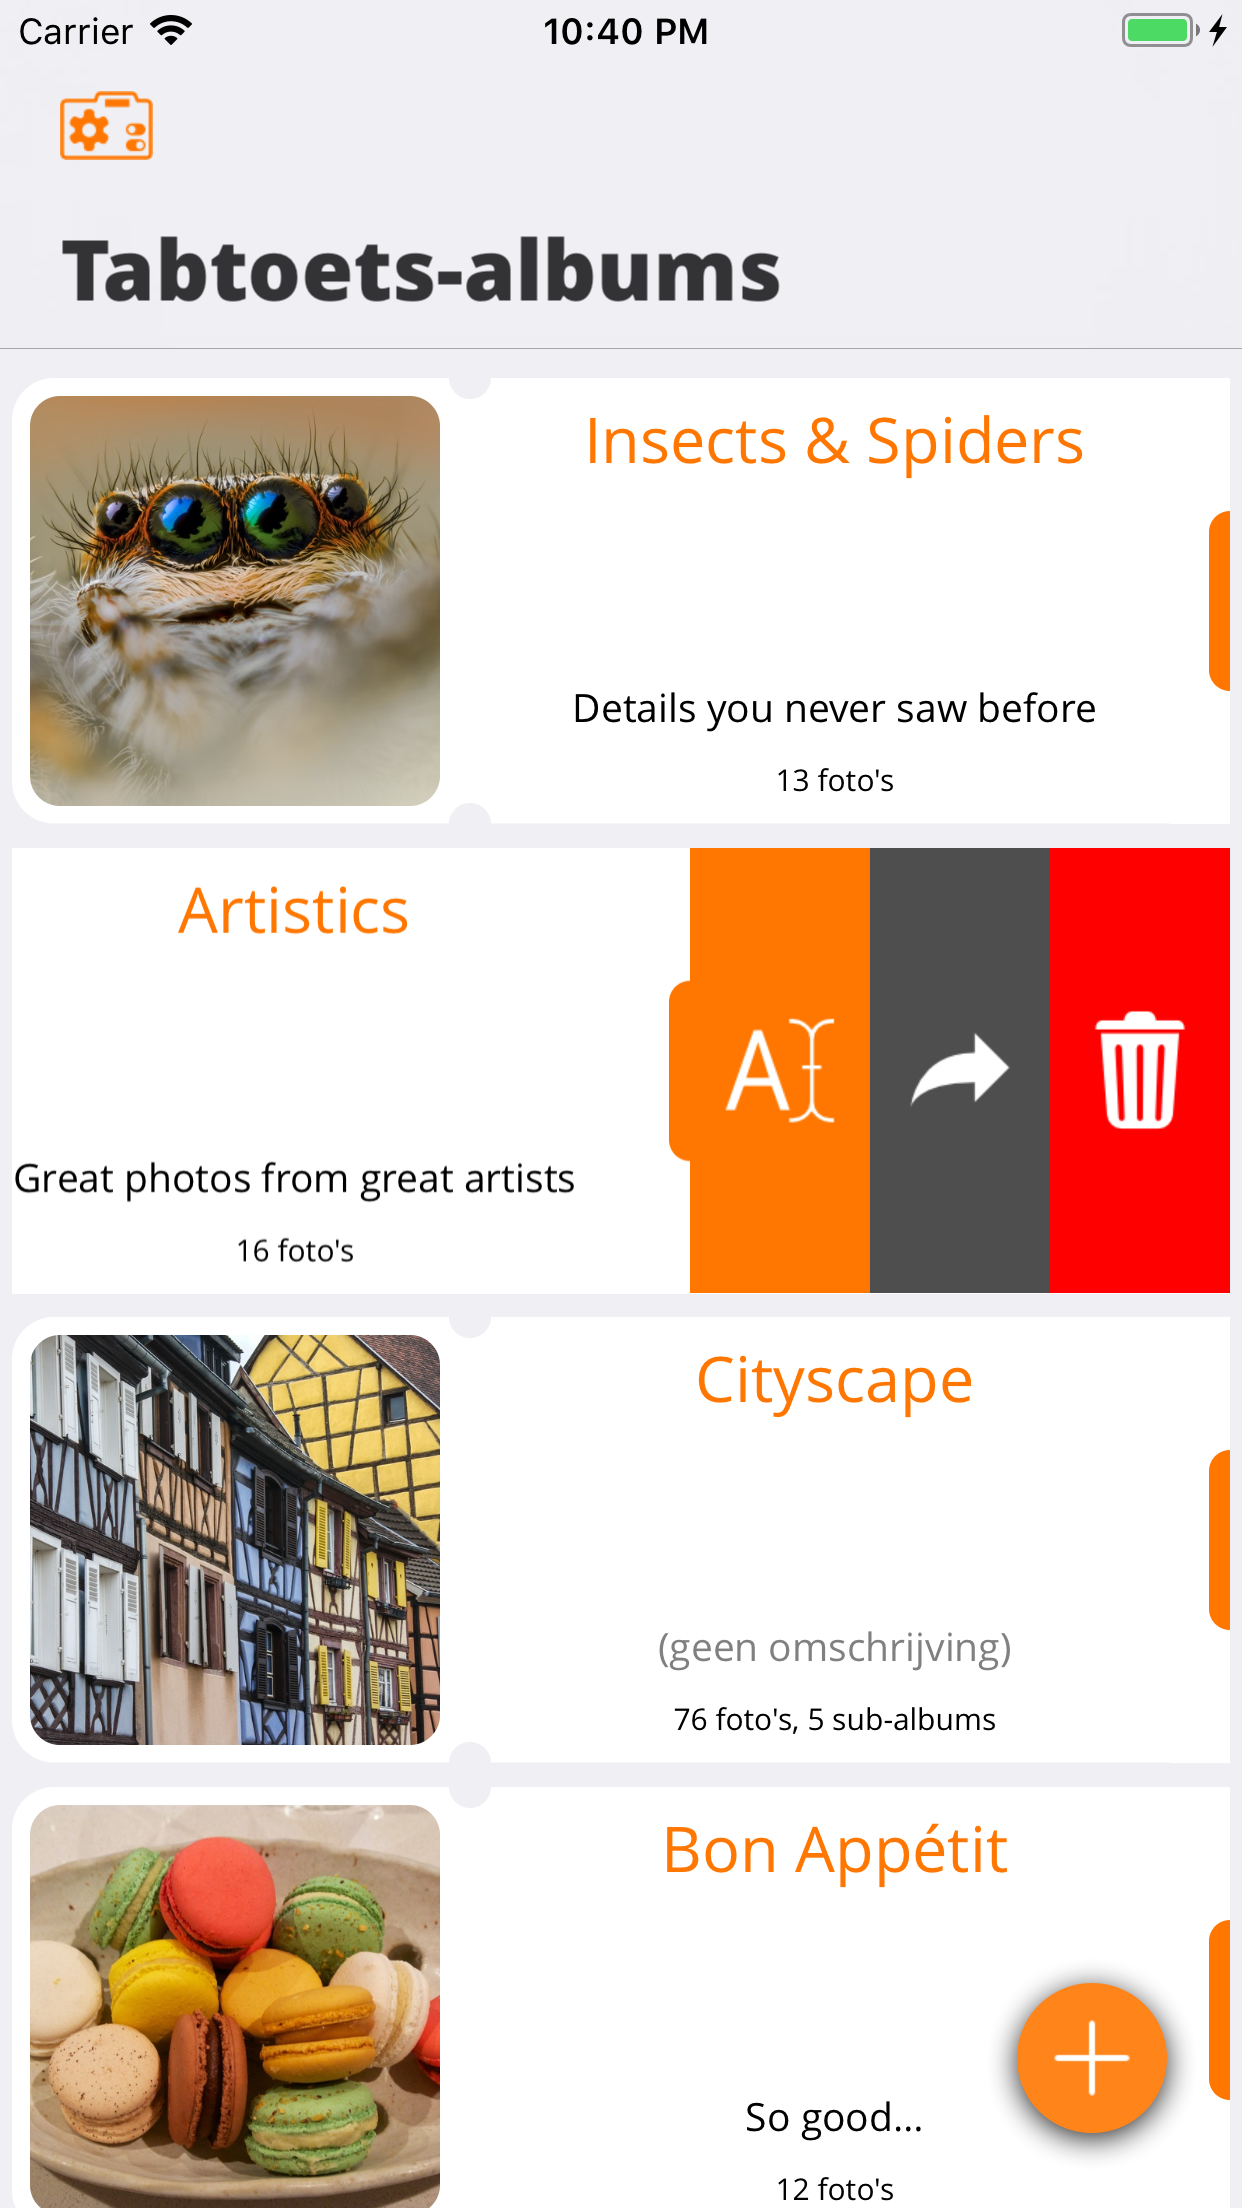 Carrier 10:40 PM
Tabtoets-albums
Insects & Spiders
Details you never saw before
13 foto's
Artistics
Great photos from great artists
16 foto's
Cityscape
(geen omschrijving)
76 foto's, 5 sub-albums
Bon Appétit
So good...
12 foto's